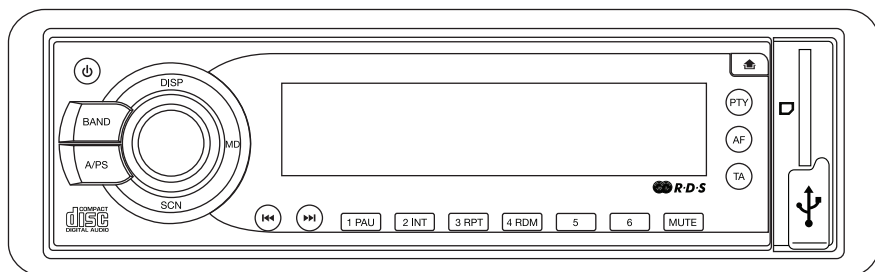 DISP
BAND
MD
A/PS
SCN
COMPACT
disc
DIGITAL AUDIO
PTY
AF
TA
R·D·S
1 PAU
2 INT
3 RPT
4 RDM
5
6
MUTE